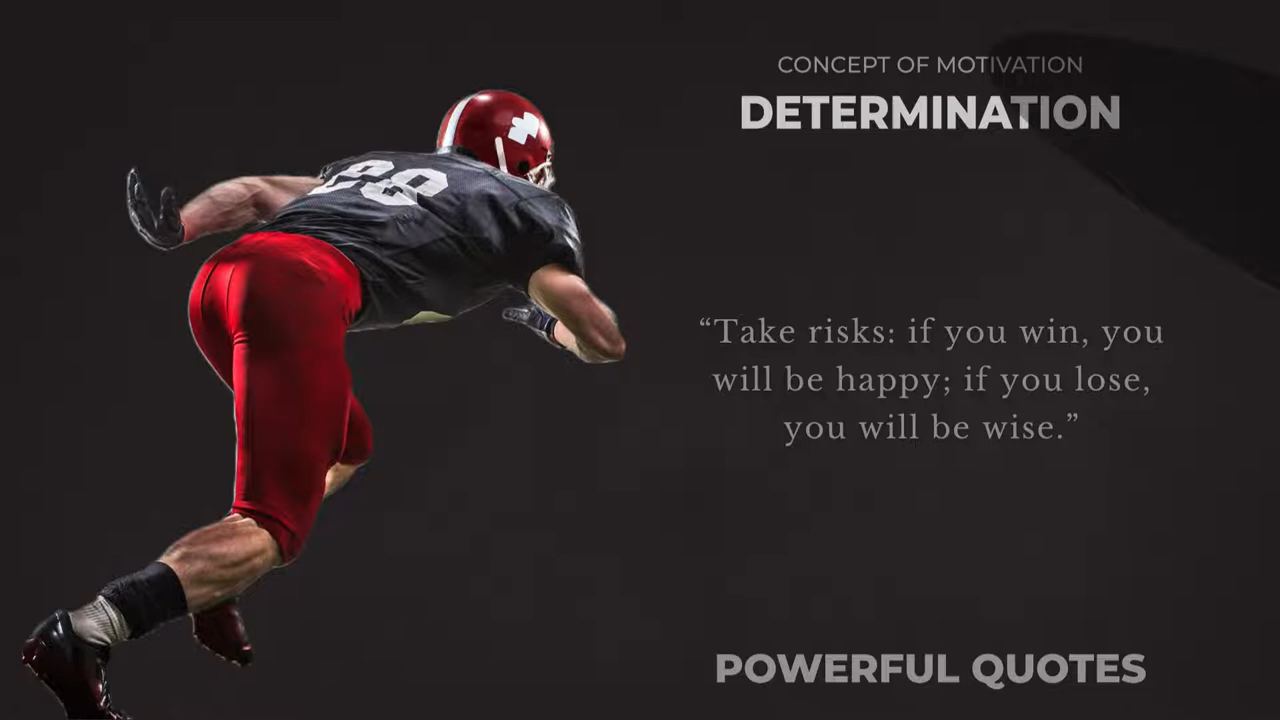 CONCEPT OF MOTIVATION
DETERMINATION
“Take risks: if you win, you
will be happy; if you lose,
you will be wise.”
POWERFUL QUOTES